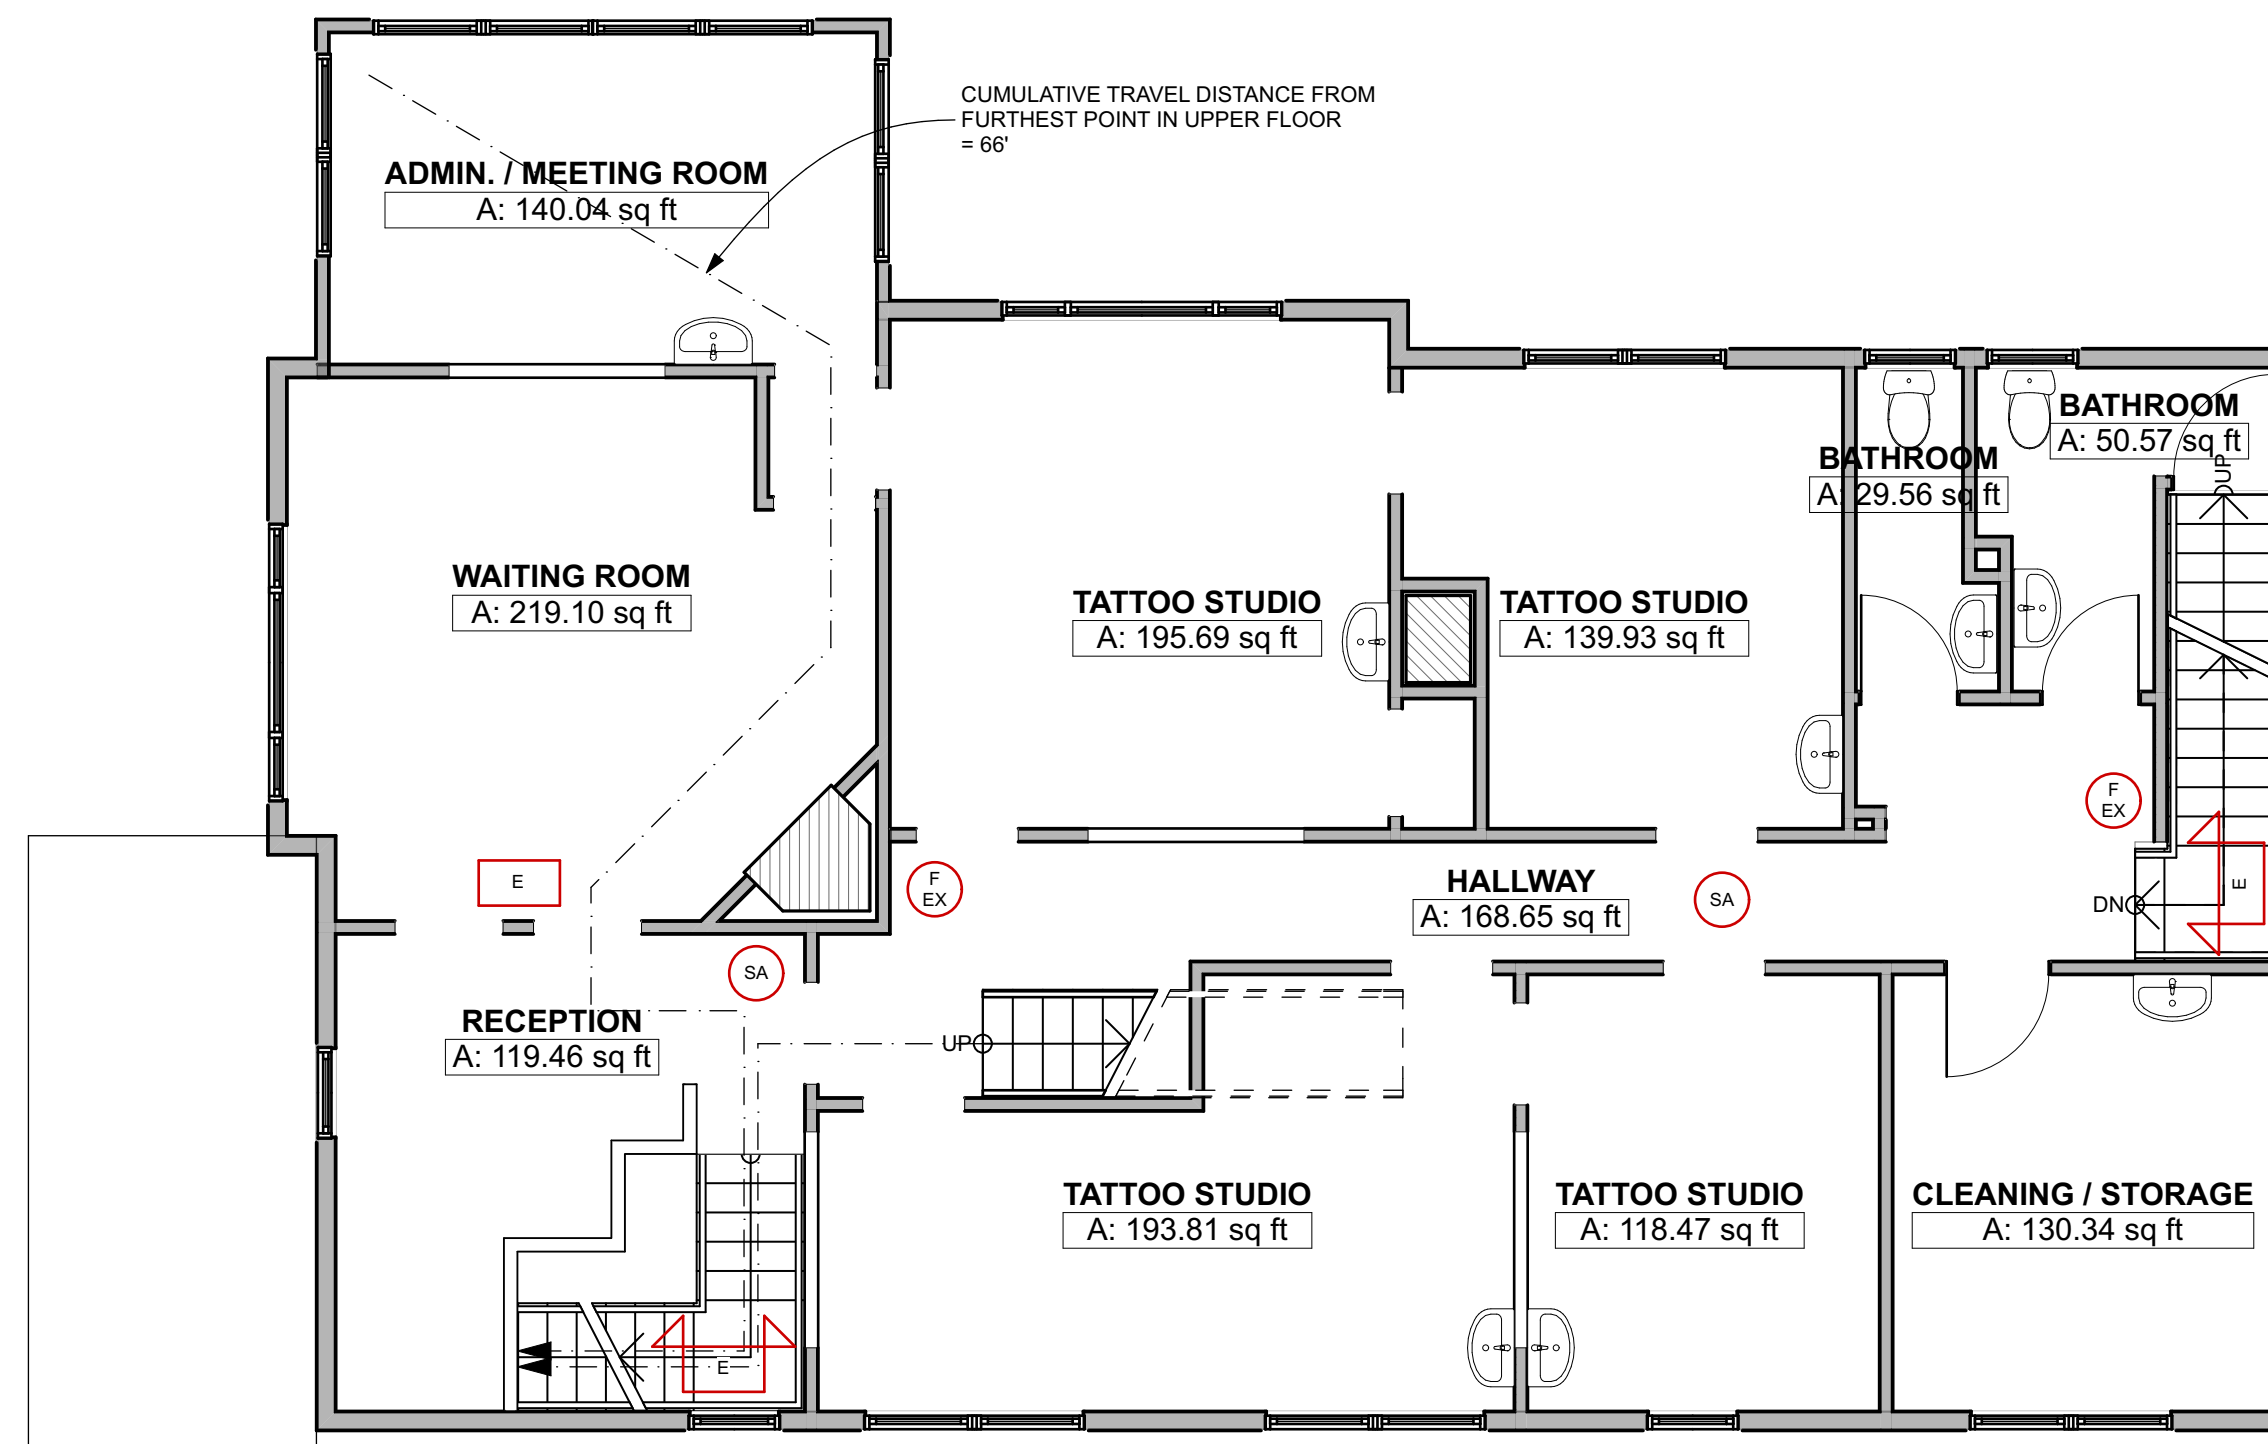 CUMULATIVE TRAVEL DISTANCE FROM
FURTHEST POINT IN UPPER FLOOR
= 66'
ADMIN. / MEETING ROOM
A: 140.04 sq ft
BATHROOM
A: 50.57 sq ft
UP
BATHROOM
A: 29.56 sq ft
WAITING ROOM
A: 219.10 sq ft
TATTOO STUDIO
A: 195.69 sq ft
TATTOO STUDIO
A: 139.93 sq ft
F
EX
E
F
EX
HALLWAY
A: 168.65 sq ft
SA
DN
E
SA
RECEPTION
A: 119.46 sq ft
UP
TATTOO STUDIO
A: 193.81 sq ft
TATTOO STUDIO
A: 118.47 sq ft
CLEANING / STORAGE
A: 130.34 sq ft
E